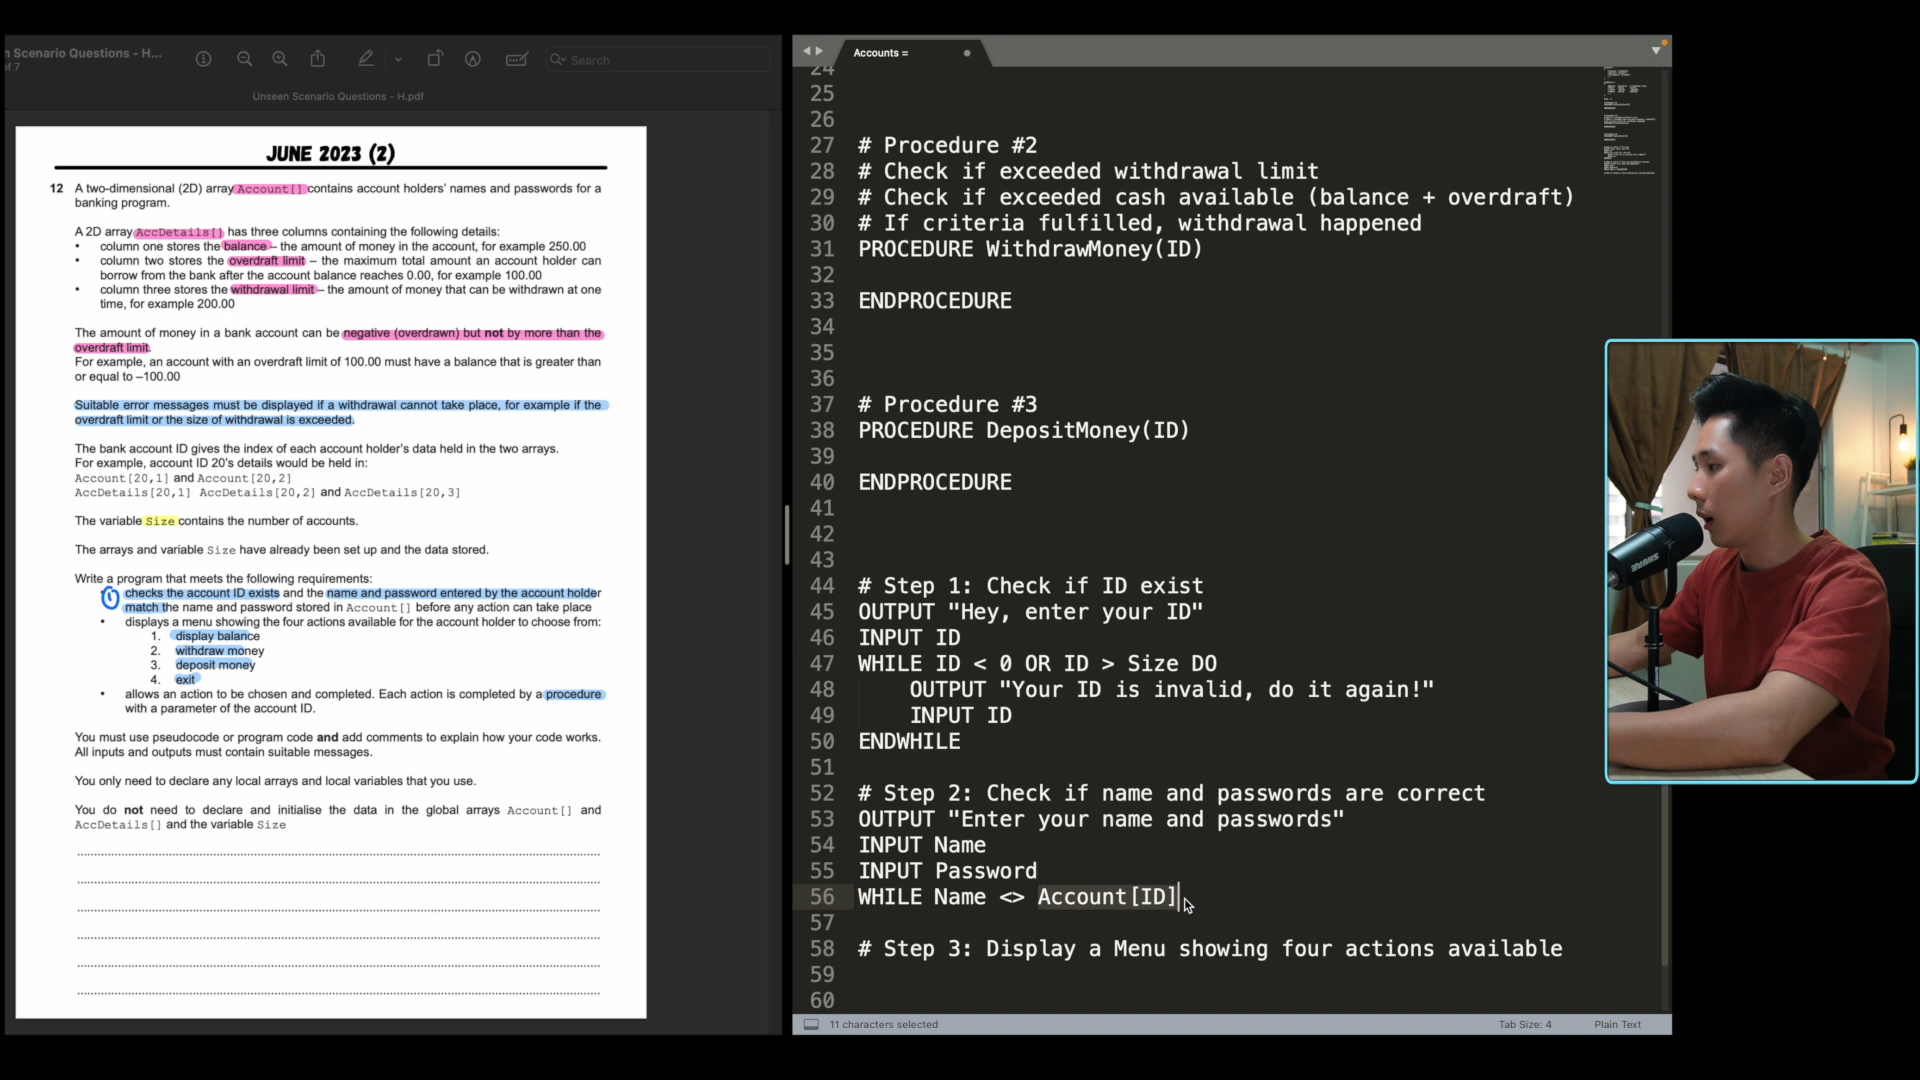 n Scenario Questions - H...
of 7
Search
Unseen Scenario Questions - H.pdf
JUNE 2023 (2)
12 A two-dimensional (2D) array Account[] contains account holders' names and passwords for a
banking program.
A 2D array AccDetails[] has three columns containing the following details:
• column one stores the balance – the amount of money in the account, for example 250.00
• column two stores the overdraft limit – the maximum total amount an account holder can
borrow from the bank after the account balance reaches 0.00, for example 100.00
• column three stores the withdrawal limit – the amount of money that can be withdrawn at one
time, for example 200.00
The amount of money in a bank account can be negative (overdrawn) but not by more than the
overdraft limit.
For example, an account with an overdraft limit of 100.00 must have a balance that is greater than
or equal to –100.00
Suitable error messages must be displayed if a withdrawal cannot take place, for example if the
overdraft limit or the size of withdrawal is exceeded.
The bank account ID gives the index of each account holder's data held in the two arrays.
For example, account ID 20's details would be held in:
Account[20,1] and Account[20,2]
AccDetails[20,1] AccDetails[20,2] and AccDetails[20,3]
The variable Size contains the number of accounts.
The arrays and variable Size have already been set up and the data stored.
Write a program that meets the following requirements:
1 checks the account ID exists and the name and password entered by the account holder
match the name and password stored in Account[] before any action can take place
• displays a menu showing the four actions available for the account holder to choose from:
1. display balance
2. withdraw money
3. deposit money
4. exit
• allows an action to be chosen and completed. Each action is completed by a procedure
with a parameter of the account ID.
You must use pseudocode or program code and add comments to explain how your code works.
All inputs and outputs must contain suitable messages.
You only need to declare any local arrays and local variables that you use.
You do not need to declare and initialise the data in the global arrays Account[] and
AccDetails[] and the variable Size
Accounts =
24
25
26
27 # Procedure #2
28 # Check if exceeded withdrawal limit
29 # Check if exceeded cash available (balance + overdraft)
30 # If criteria fulfilled, withdrawal happened
31 PROCEDURE WithdrawMoney(ID)
32
33 ENDPROCEDURE
34
35
36
37 # Procedure #3
38 PROCEDURE DepositMoney(ID)
39
40 ENDPROCEDURE
41
42
43
44 # Step 1: Check if ID exist
45 OUTPUT "Hey, enter your ID"
46 INPUT ID
47 WHILE ID < 0 OR ID > Size DO
48 OUTPUT "Your ID is invalid, do it again!"
49 INPUT ID
50 ENDWHILE
51
52 # Step 2: Check if name and passwords are correct
53 OUTPUT "Enter your name and passwords"
54 INPUT Name
55 INPUT Password
56 WHILE Name <> Account[ID]
57
58 # Step 3: Display a Menu showing four actions available
59
60
11 characters selected
Tab Size: 4
Plain Text
SHURE